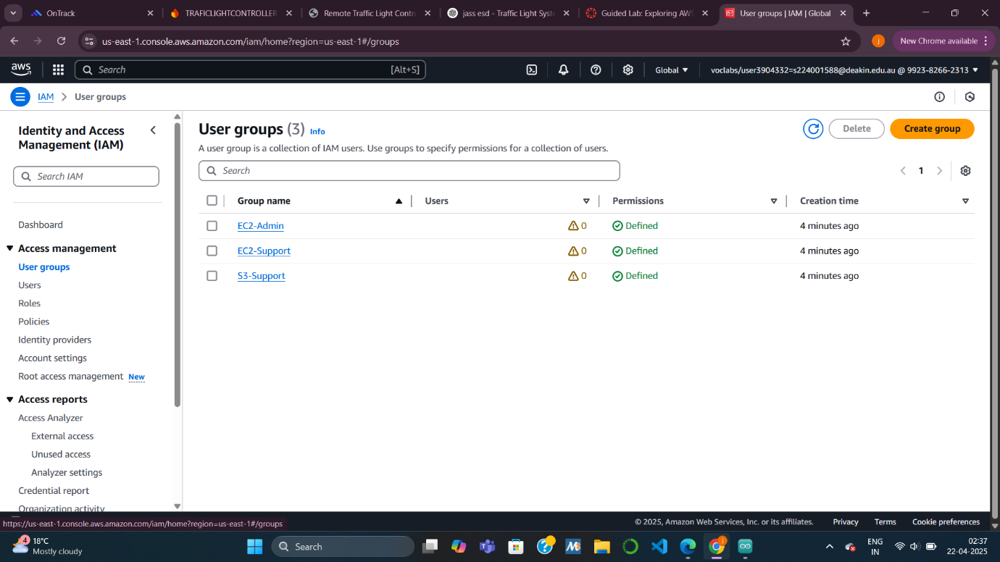 OnTrack
TRAFICLIGHTCONTROLLER
Remote Traffic Light Contr
jass esd - Traffic Light Syst
Guided Lab: Exploring AWS
User groups | IAM | Global
us-east-1.console.aws.amazon.com/iam/home?region=us-east-1#/groups
j
New Chrome available
aws
Search
[Alt+S]
Global
voclabs/user3904332=s224001588@deakin.edu.au @ 9923-8266-2313
IAM
User groups
Identity and Access
Management (IAM)
Search IAM
Dashboard
Access management
User groups
Users
Roles
Policies
Identity providers
Account settings
Root access management New
Access reports
Access Analyzer
External access
Unused access
Analyzer settings
Credential report
Organization activity
User groups (3) Info
Delete
Create group
A user group is a collection of IAM users. Use groups to specify permissions for a collection of users.
Search
1
Group name Users Permissions Creation time
EC2-Admin 0 Defined 4 minutes ago
EC2-Support 0 Defined 4 minutes ago
S3-Support 0 Defined 4 minutes ago
https://us-east-1.console.aws.amazon.com/iam/home?region=us-east-1#/groups
© 2025, Amazon Web Services, Inc. or its affiliates. Privacy Terms Cookie preferences
4
18°C
Mostly cloudy
Search
ENG
IN
02:37
22-04-2025